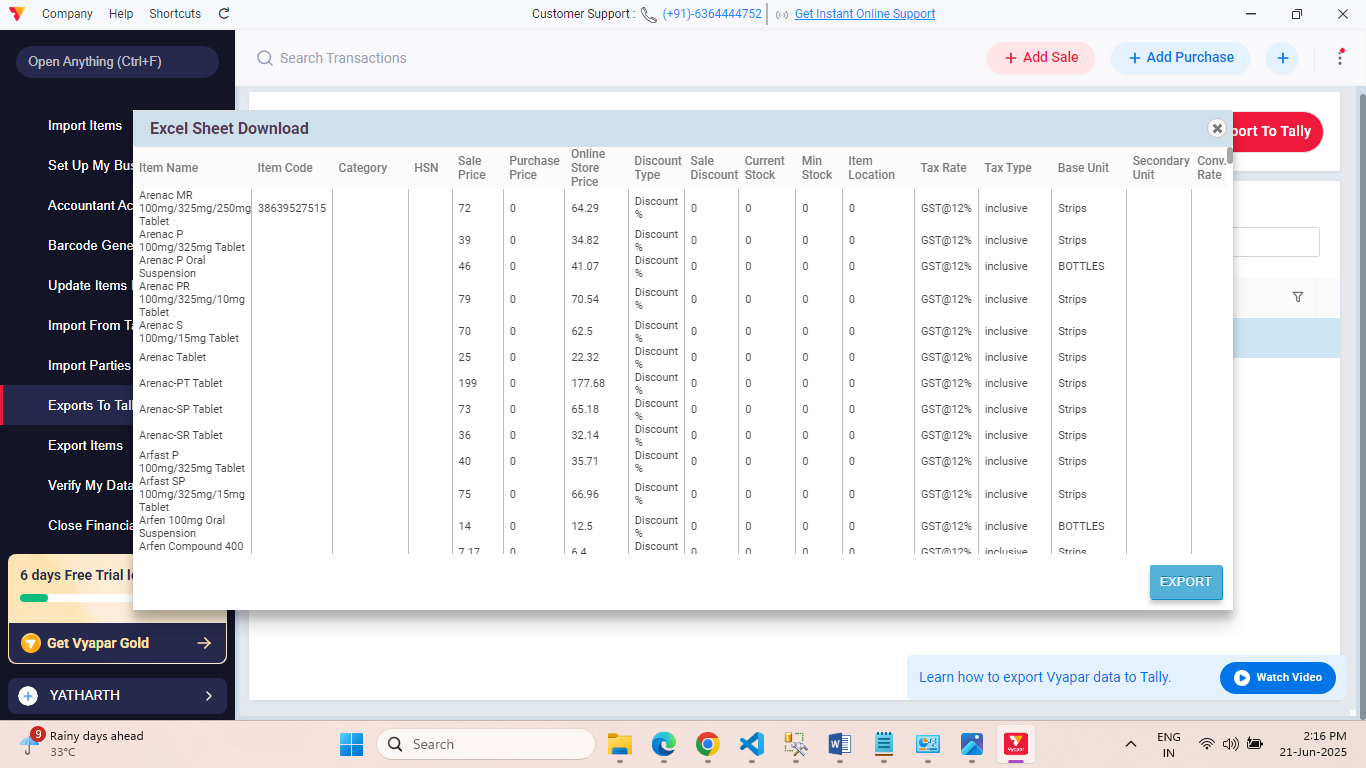 Company Help Shortcuts
Customer Support : (+91)-6364444752 Get Instant Online Support
Open Anything (Ctrl+F)
Search Transactions
+ Add Sale
+ Add Purchase
+
Import Items
Set Up My Bus
Accountant Ac
Barcode Gene
Update Items
Import From Ta
Import Parties
Exports To Tall
Export Items
Verify My Data
Close Financia
port To Tally
Excel Sheet Download
Item Name Item Code Category HSN Sale Price Purchase Price Online Store Price Discount Type Sale Discount Current Stock Min Stock Item Location Tax Rate Tax Type Base Unit Secondary Unit Conv. Rate
Arenac MR 100mg/325mg/250mg Tablet 38639527515 72 0 64.29 Discount % 0 0 0 0 GST@12% inclusive Strips
Arenac P 100mg/325mg Tablet 39 0 34.82 Discount % 0 0 0 0 GST@12% inclusive Strips
Arenac P Oral Suspension 46 0 41.07 Discount % 0 0 0 0 GST@12% inclusive BOTTLES
Arenac PR 100mg/325mg/10mg Tablet 79 0 70.54 Discount % 0 0 0 0 GST@12% inclusive Strips
Arenac S 100mg/15mg Tablet 70 0 62.5 Discount % 0 0 0 0 GST@12% inclusive Strips
Arenac Tablet 25 0 22.32 Discount % 0 0 0 0 GST@12% inclusive Strips
Arenac-PT Tablet 199 0 177.68 Discount % 0 0 0 0 GST@12% inclusive Strips
Arenac-SP Tablet 73 0 65.18 Discount % 0 0 0 0 GST@12% inclusive Strips
Arenac-SR Tablet 36 0 32.14 Discount % 0 0 0 0 GST@12% inclusive Strips
Arfast P 100mg/325mg Tablet 40 0 35.71 Discount % 0 0 0 0 GST@12% inclusive Strips
Arfast SP 100mg/325mg/15mg Tablet 75 0 66.96 Discount % 0 0 0 0 GST@12% inclusive Strips
Arfen 100mg Oral Suspension 14 0 12.5 Discount % 0 0 0 0 GST@12% inclusive BOTTLES
Arfen Compound 400 7.17 0 6.4 Discount 0 0 0 0 GST@12% inclusive Strips
EXPORT
6 days Free Trial le
Get Vyapar Gold
YATHARTH
Learn how to export Vyapar data to Tally.
Watch Video
9
Rainy days ahead
33°C
Search
Vyapar
ENG
IN
2:16 PM
21-Jun-2025